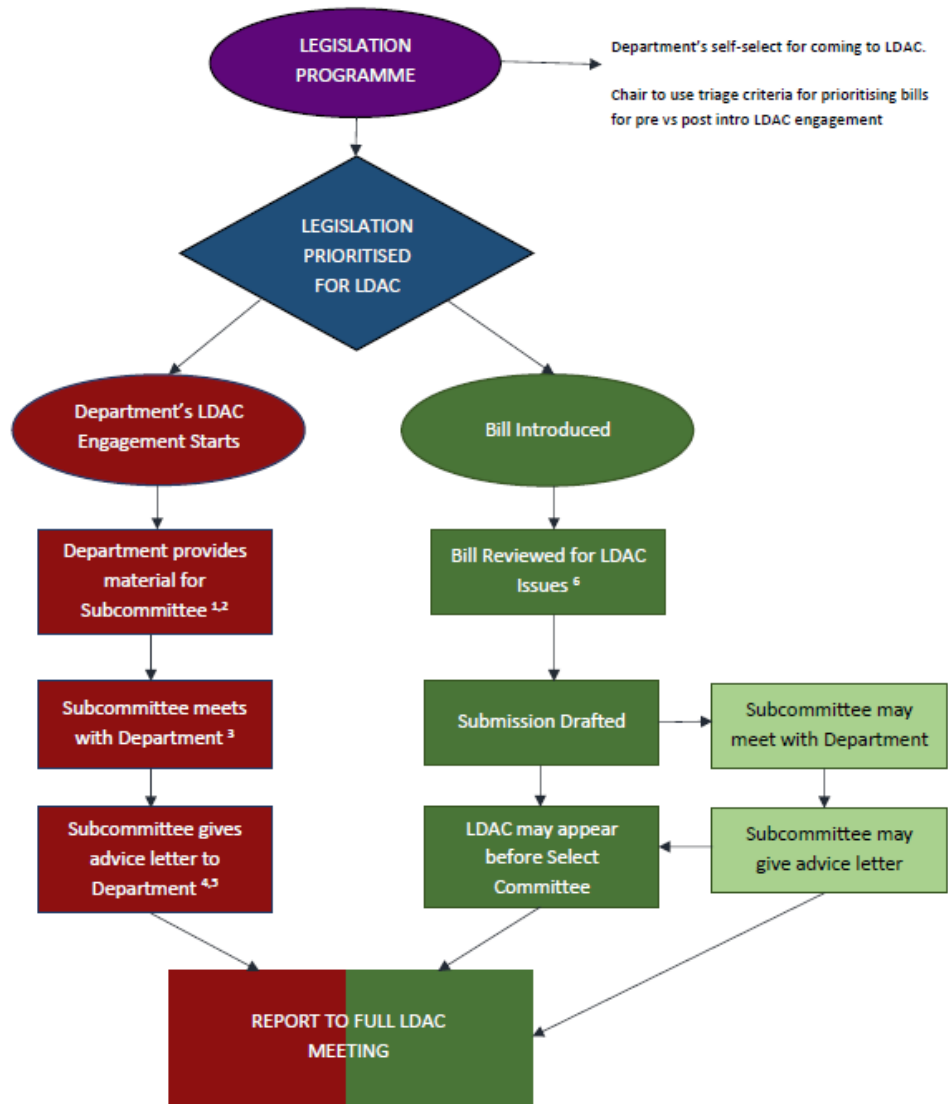 LEGISLATION
PROGRAMME
Department's self-select for coming to LDAC.
Chair to use triage criteria for prioritising bills
for pre vs post intro LDAC engagement
LEGISLATION
PRIORITISED
FOR LDAC
Department's LDAC
Engagement Starts
Bill Introduced
Department provides
material for
Subcommittee ¹,²
Bill Reviewed for LDAC
Issues ⁶
Subcommittee meets
with Department ³
Submission Drafted
Subcommittee may
meet with Department
Subcommittee gives
advice letter to
Department ⁴,⁵
LDAC may appear
before Select
Committee
Subcommittee may
give advice letter
REPORT TO FULL LDAC
MEETING